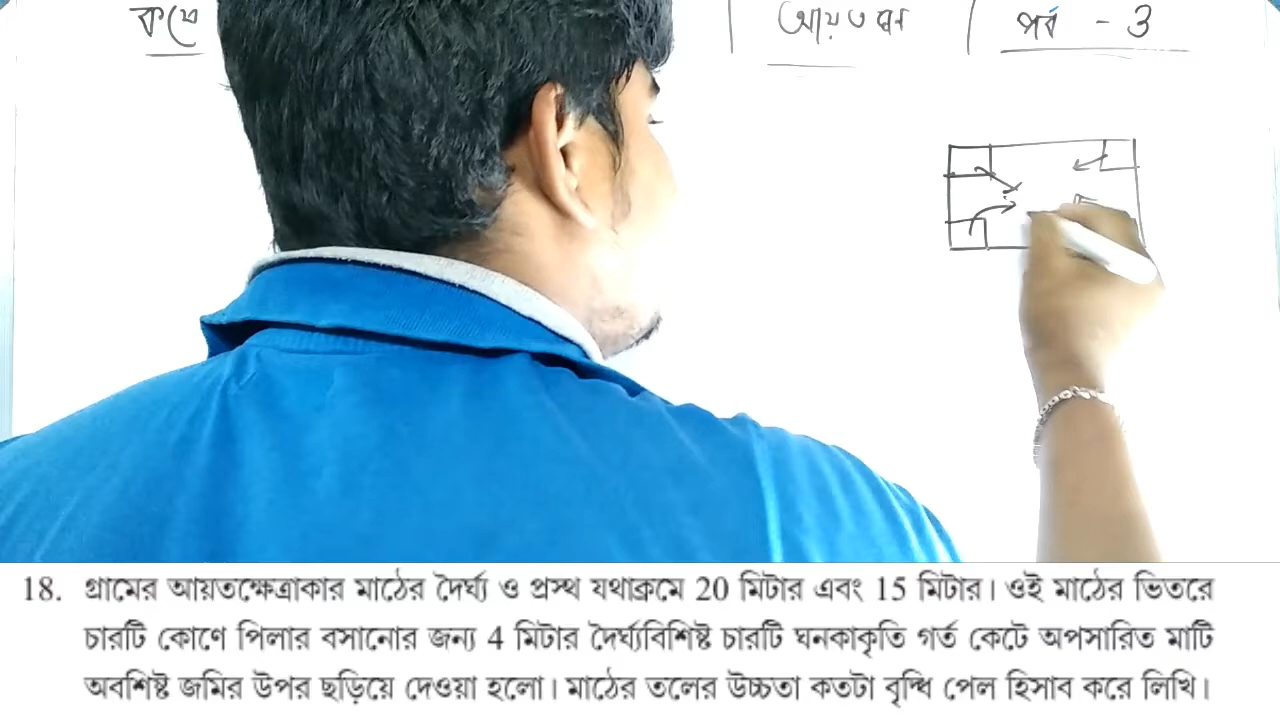 কষে | আয়তঘন | পর্ব - 3
18. গ্রামের আয়তক্ষেত্রাকার মাঠের দৈর্ঘ্য ও প্রস্থ যথাক্রমে 20 মিটার এবং 15 মিটার। ওই মাঠের ভিতরে
চারটি কোণে পিলার বসানোর জন্য 4 মিটার দৈর্ঘ্যবিশিষ্ট চারটি ঘনকাকৃতি গর্ত কেটে অপসারিত মাটি
অবশিষ্ট জমির উপর ছড়িয়ে দেওয়া হলো। মাঠের তলের উচ্চতা কতটা বৃদ্ধি পেল হিসাব করে লিখি।